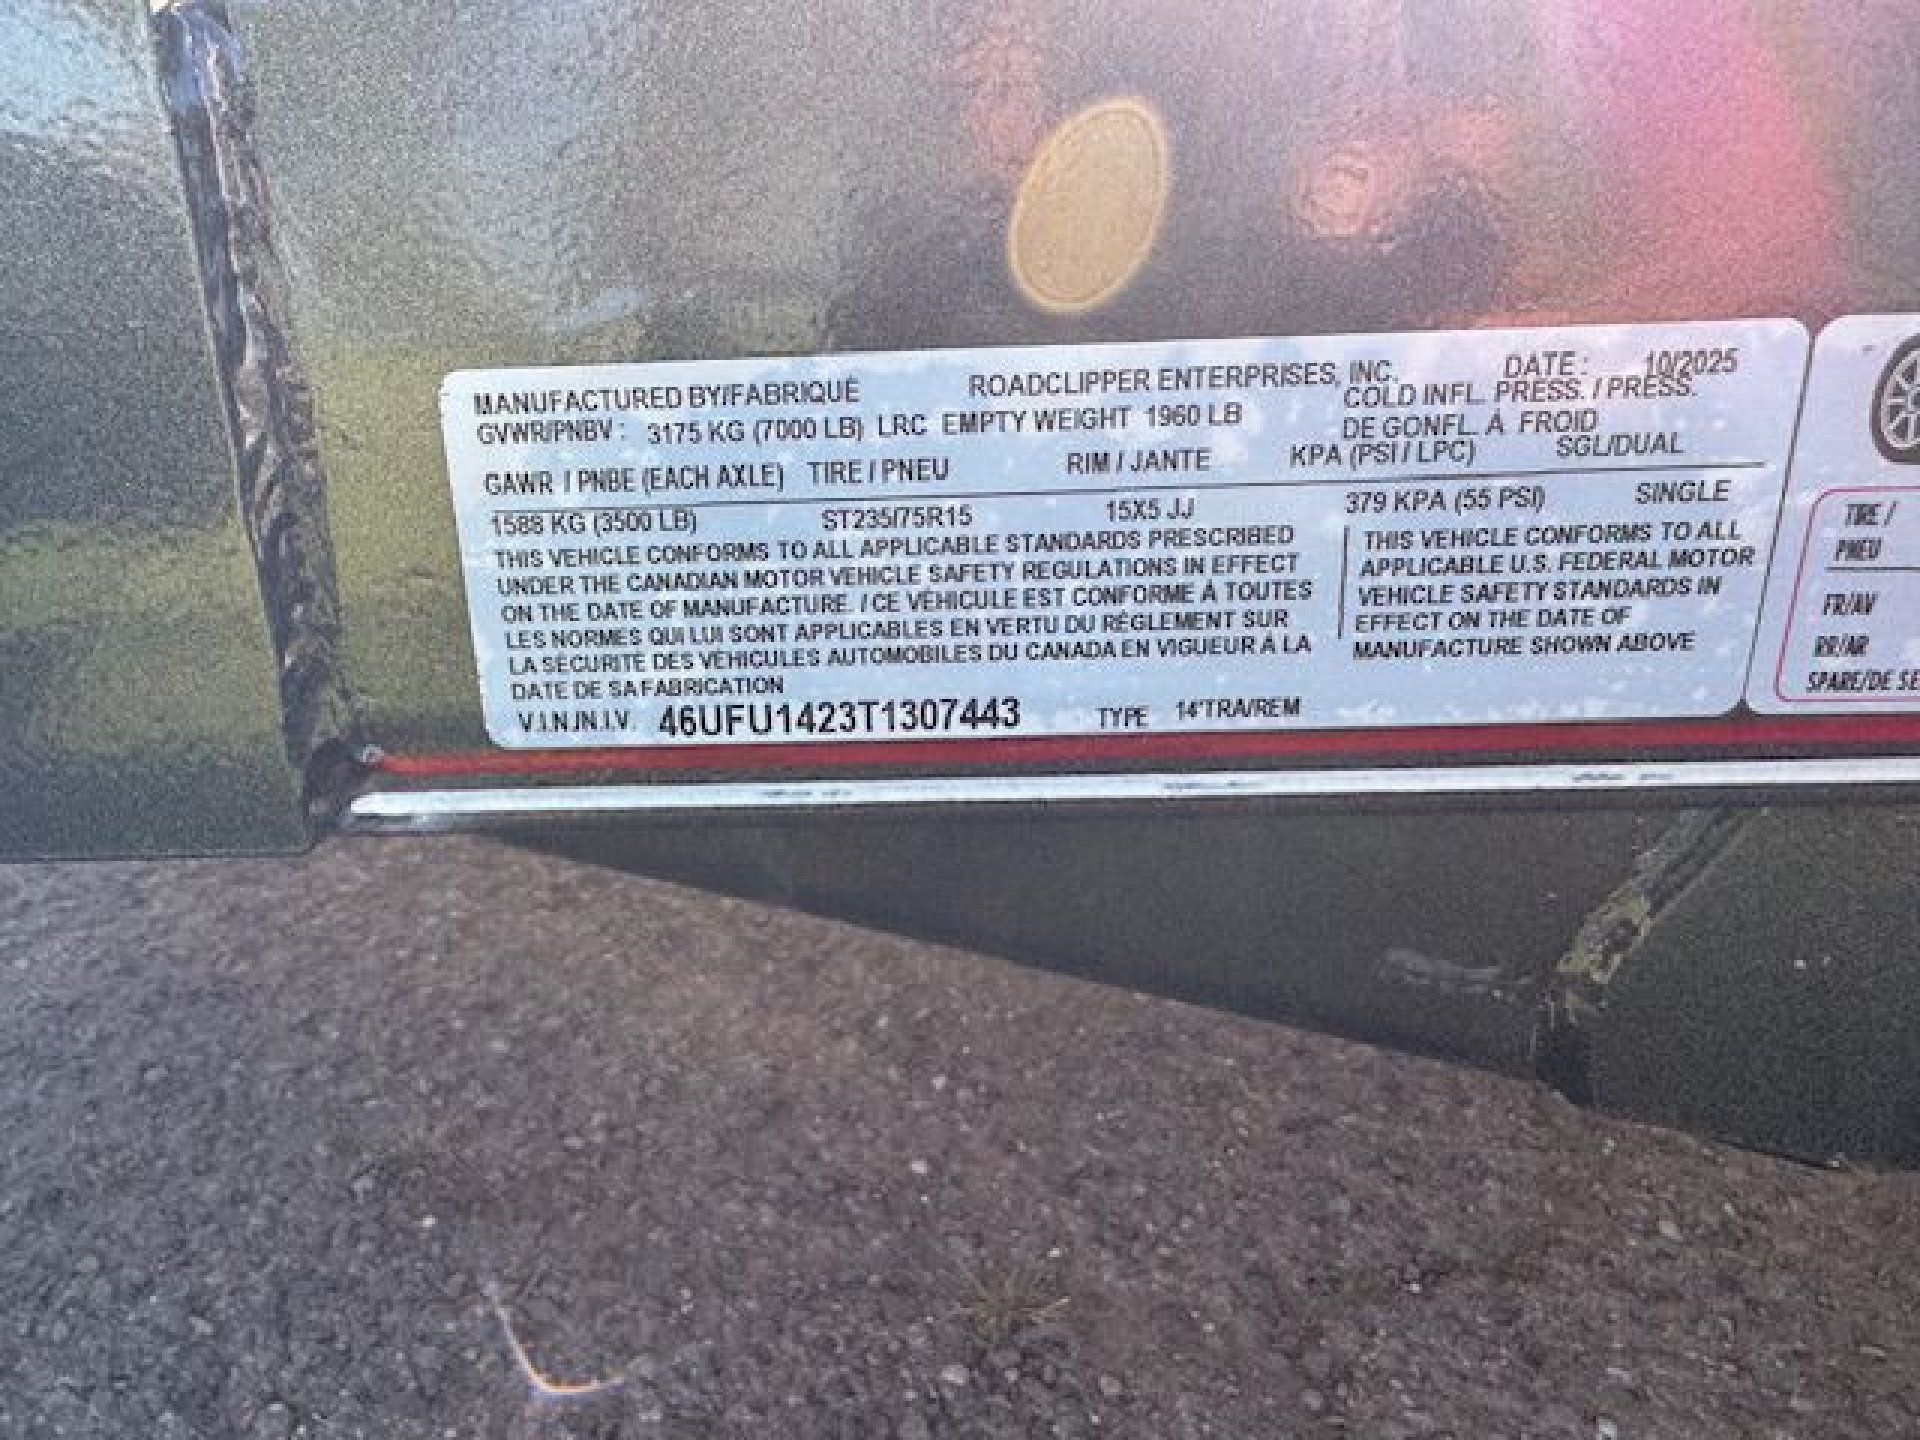 MANUFACTURED BY/FABRIQUÉ ROADCLIPPER ENTERPRISES, INC. DATE: 10/2025
GVWR/PNBV: 3175 KG (7000 LB) LRC EMPTY WEIGHT 1960 LB
COLD INFL. PRESS. / PRESS.
DE GONFL. À FROID
GAWR / PNBE (EACH AXLE) TIRE / PNEU RIM / JANTE KPA (PSI / LPC) SGL/DUAL
1588 KG (3500 LB) ST235/75R15 15X5 JJ 379 KPA (55 PSI) SINGLE
THIS VEHICLE CONFORMS TO ALL APPLICABLE STANDARDS PRESCRIBED
UNDER THE CANADIAN MOTOR VEHICLE SAFETY REGULATIONS IN EFFECT
ON THE DATE OF MANUFACTURE. / CE VÉHICULE EST CONFORME À TOUTES
LES NORMES QUI LUI SONT APPLICABLES EN VERTU DU RÈGLEMENT SUR
LA SÉCURITÉ DES VÉHICULES AUTOMOBILES DU CANADA EN VIGUEUR À LA
DATE DE SA FABRICATION
THIS VEHICLE CONFORMS TO ALL
APPLICABLE U.S. FEDERAL MOTOR
VEHICLE SAFETY STANDARDS IN
EFFECT ON THE DATE OF
MANUFACTURE SHOWN ABOVE
V.I.N./N.I.V. 46UFU1423T1307443 TYPE 14'TRA/REM
TIRE /
PNEU
FR/AV
RR/AR
SPARE/DE SE